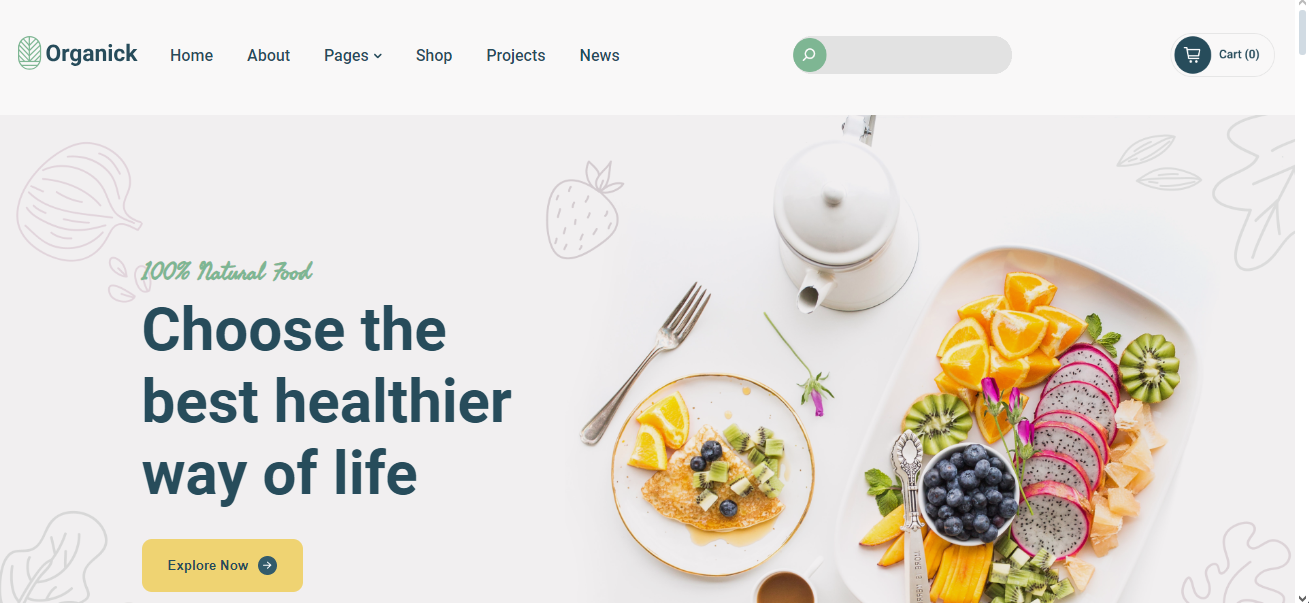 Organick
Home
About
Pages
Shop
Projects
News
Cart (0)
100% Natural Food
Choose the
best healthier
way of life
Explore Now